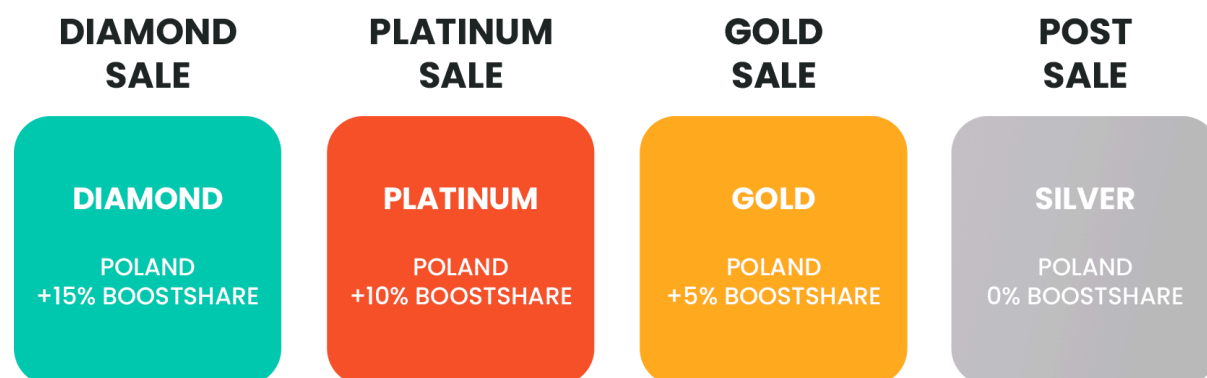 DIAMOND
SALE
PLATINUM
SALE
GOLD
SALE
POST
SALE
DIAMOND
POLAND
+15% BOOSTSHARE
PLATINUM
POLAND
+10% BOOSTSHARE
GOLD
POLAND
+5% BOOSTSHARE
SILVER
POLAND
0% BOOSTSHARE